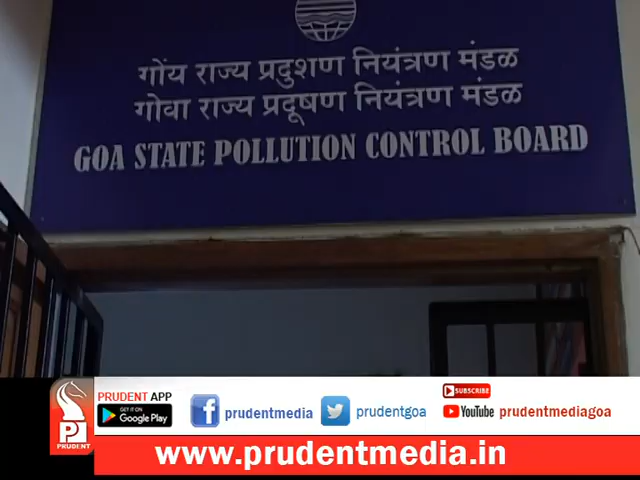 गोंय राज्य प्रदुशण नियंत्रण मंडळ
गोवा राज्य प्रदूषण नियंत्रण मंडळ
GOA STATE POLLUTION CONTROL BOARD
PRUDENT APP
GET IT ON
Google Play
prudentmedia
prudentgoa
SUBSCRIBE
YouTube prudentmediagoa
PRUDENT
www.prudentmedia.in